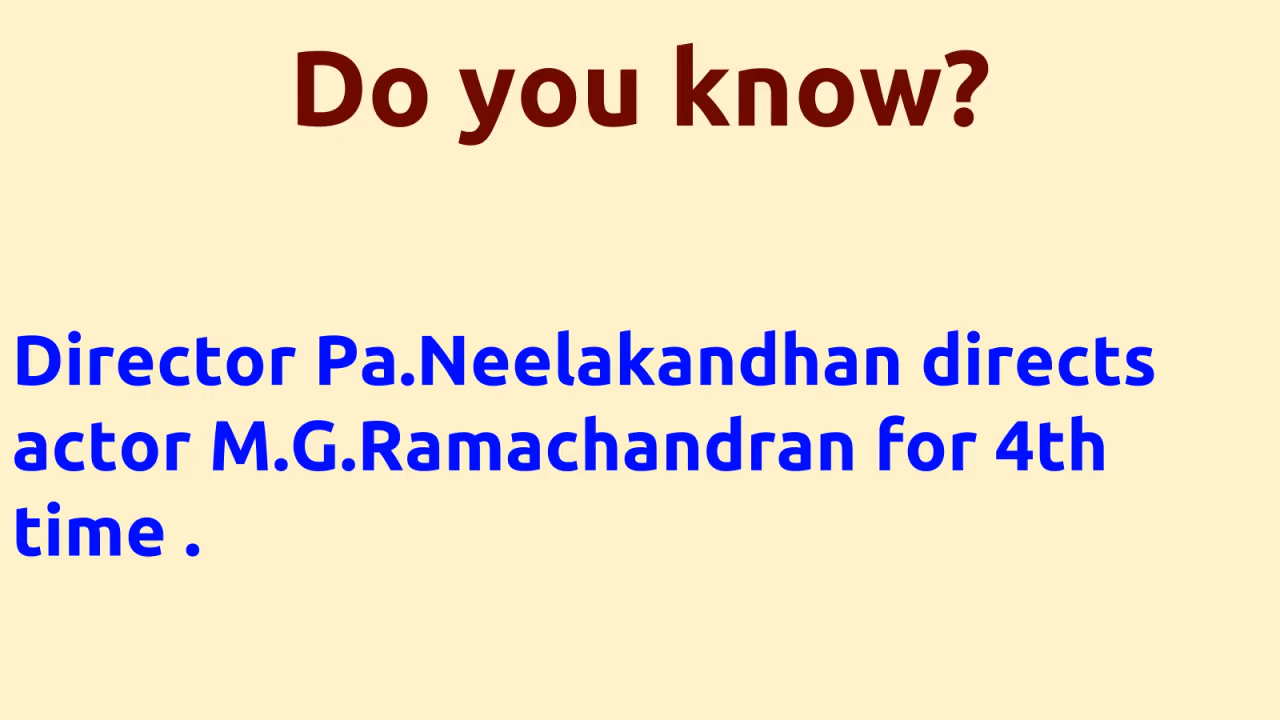 Do you know?
Director Pa.Neelakandhan directs
actor M.G.Ramachandran for 4th
time .